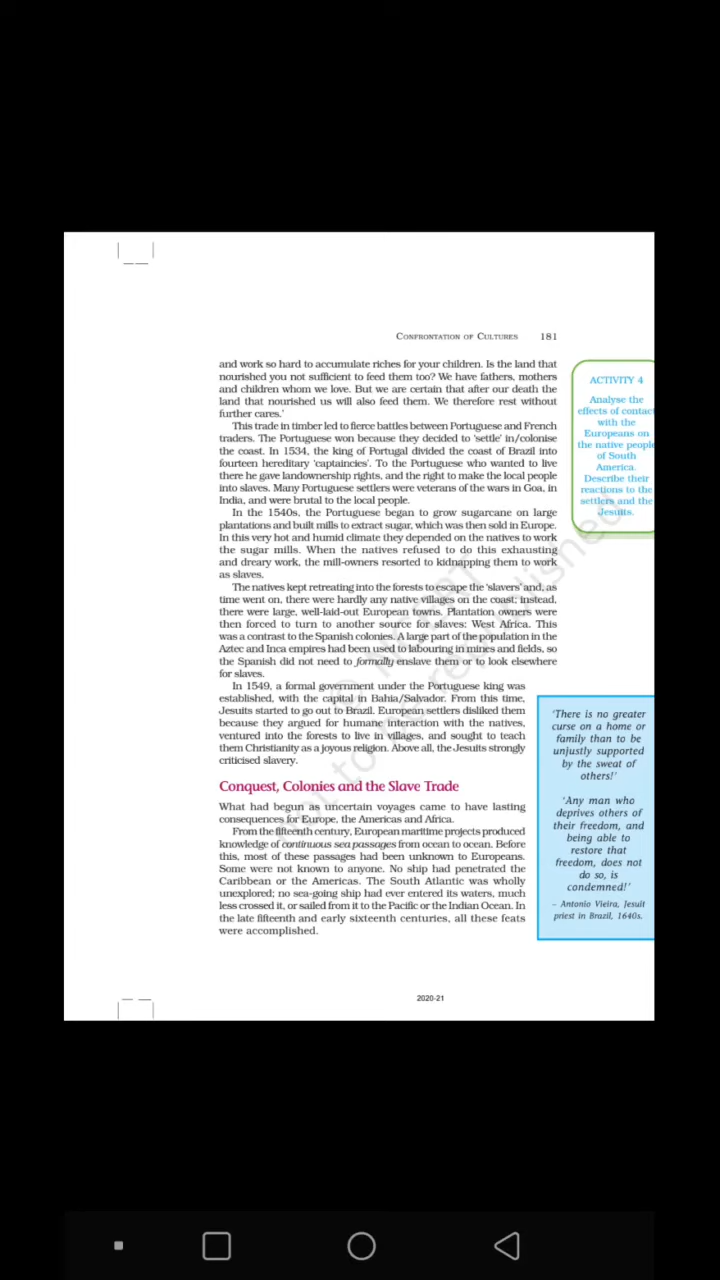 CONFRONTATION OF CULTURES 181
and work so hard to accumulate riches for your children. Is the land that
nourished you not sufficient to feed them too? We have fathers, mothers
and children whom we love. But we are certain that after our death the
land that nourished us will also feed them. We therefore rest without
further cares.'
This trade in timber led to fierce battles between Portuguese and French
traders. The Portuguese won because they decided to 'settle' in/colonise
the coast. In 1534, the king of Portugal divided the coast of Brazil into
fourteen hereditary 'captaincies'. To the Portuguese who wanted to live
there he gave landownership rights, and the right to make the local people
into slaves. Many Portuguese settlers were veterans of the wars in Goa, in
India, and were brutal to the local people.
In the 1540s, the Portuguese began to grow sugarcane on large
plantations and built mills to extract sugar, which was then sold in Europe.
In this very hot and humid climate they depended on the natives to work
the sugar mills. When the natives refused to do this exhausting
and dreary work, the mill-owners resorted to kidnapping them to work
as slaves.
The natives kept retreating into the forests to escape the 'slavers' and, as
time went on, there were hardly any native villages on the coast; instead,
there were large, well-laid-out European towns. Plantation owners were
then forced to turn to another source for slaves: West Africa. This
was a contrast to the Spanish colonies. A large part of the population in the
Aztec and Inca empires had been used to labouring in mines and fields, so
the Spanish did not need to formally enslave them or to look elsewhere
for slaves.
In 1549, a formal government under the Portuguese king was
established, with the capital in Bahia/Salvador. From this time,
Jesuits started to go out to Brazil. European settlers disliked them
because they argued for humane interaction with the natives,
ventured into the forests to live in villages, and sought to teach
them Christianity as a joyous religion. Above all, the Jesuits strongly
criticised slavery.
Conquest, Colonies and the Slave Trade
What had begun as uncertain voyages came to have lasting
consequences for Europe, the Americas and Africa.
From the fifteenth century, European maritime projects produced
knowledge of continuous sea passages from ocean to ocean. Before
this, most of these passages had been unknown to Europeans.
Some were not known to anyone. No ship had penetrated the
Caribbean or the Americas. The South Atlantic was wholly
unexplored; no sea-going ship had ever entered its waters, much
less crossed it, or sailed from it to the Pacific or the Indian Ocean. In
the late fifteenth and early sixteenth centuries, all these feats
were accomplished.
ACTIVITY 4
Analyse the
effects of contact
with the
Europeans on
the native people
of South
America.
Describe their
reactions to the
settlers and the
Jesuits.
'There is no greater
curse on a home or
family than to be
unjustly supported
by the sweat of
others!'
'Any man who
deprives others of
their freedom, and
being able to
restore that
freedom, does not
do so, is
condemned!'
– Antonio Vieira, Jesuit
priest in Brazil, 1640s.
2020-21
© NCERT
not to be republished